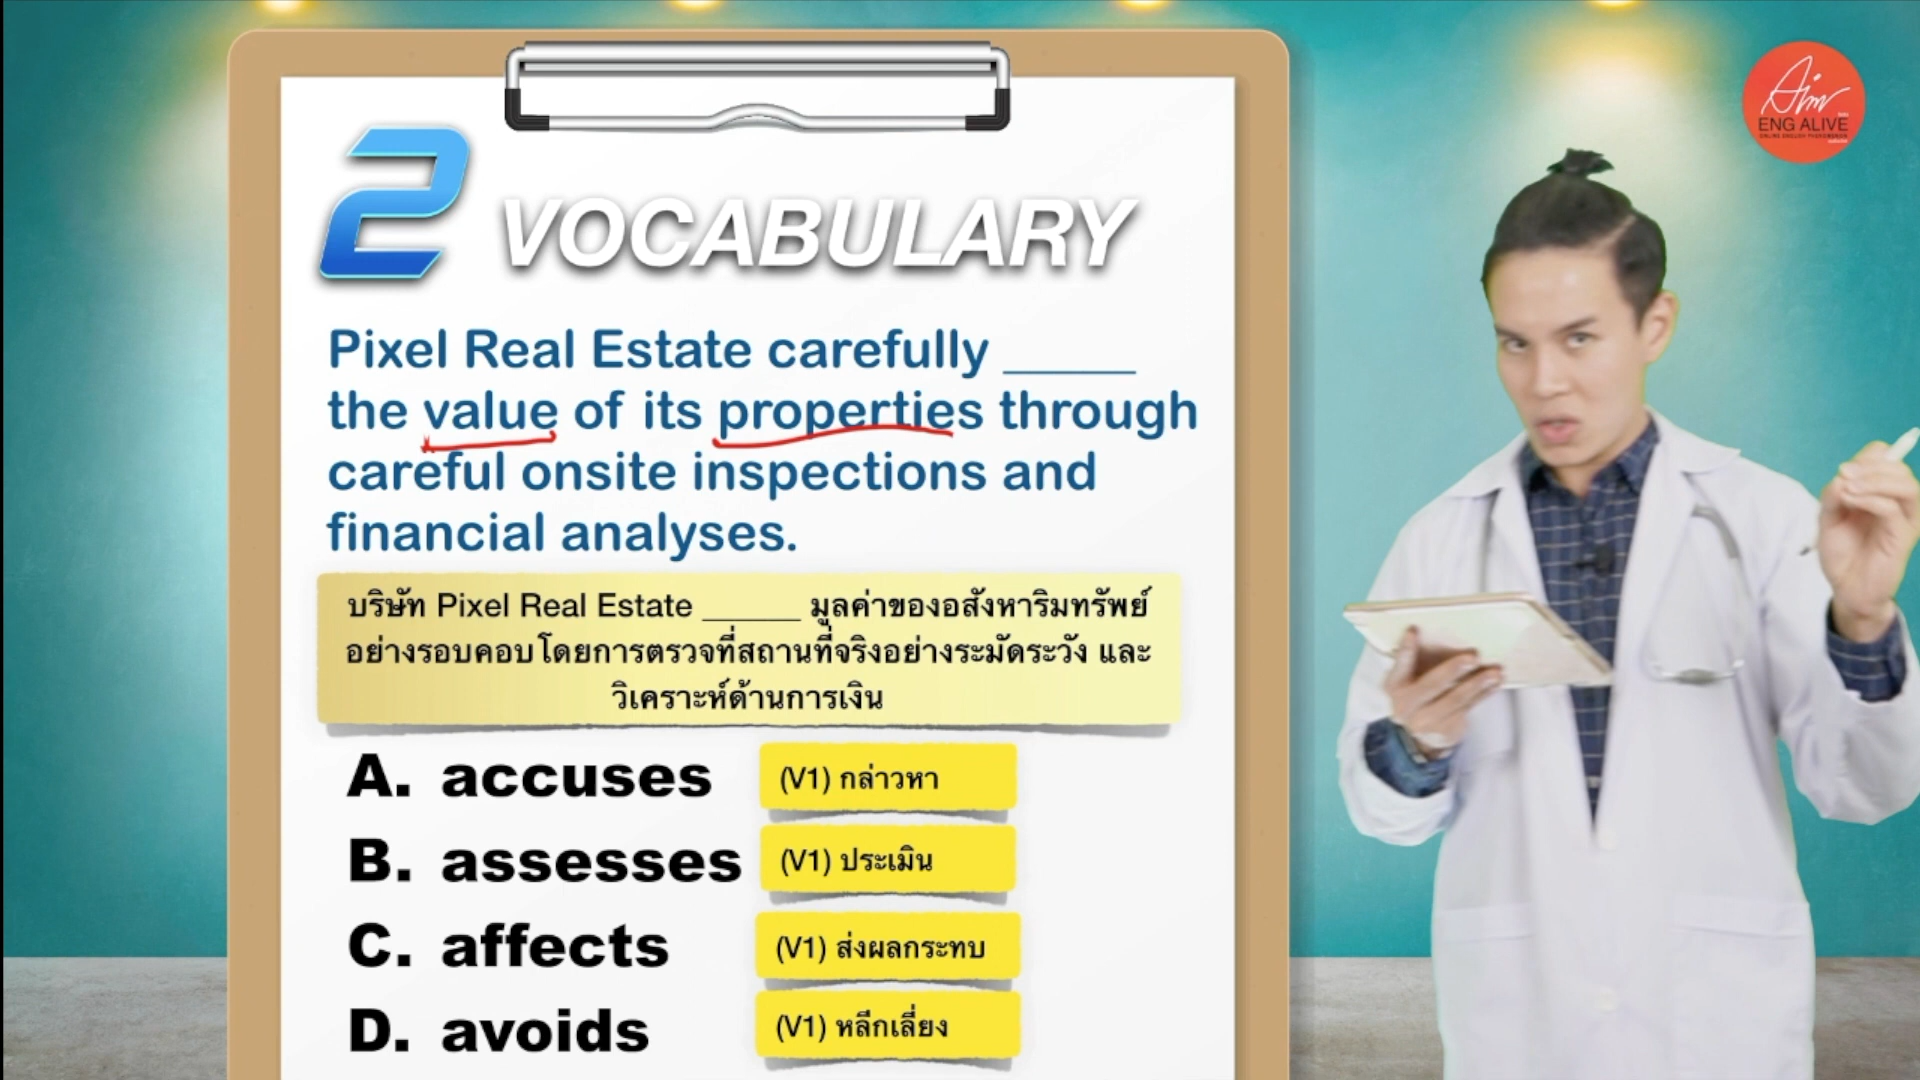 Aim
ENG ALIVE
2 VOCABULARY
Pixel Real Estate carefully ______
the value of its properties through
careful onsite inspections and
financial analyses.
บริษัท Pixel Real Estate ______ มูลค่าของอสังหาริมทรัพย์
อย่างรอบคอบโดยการตรวจที่สถานที่จริงอย่างระมัดระวัง และ
วิเคราะห์ด้านการเงิน
A. accuses (V1) กล่าวหา
B. assesses (V1) ประเมิน
C. affects (V1) ส่งผลกระทบ
D. avoids (V1) หลีกเลี่ยง